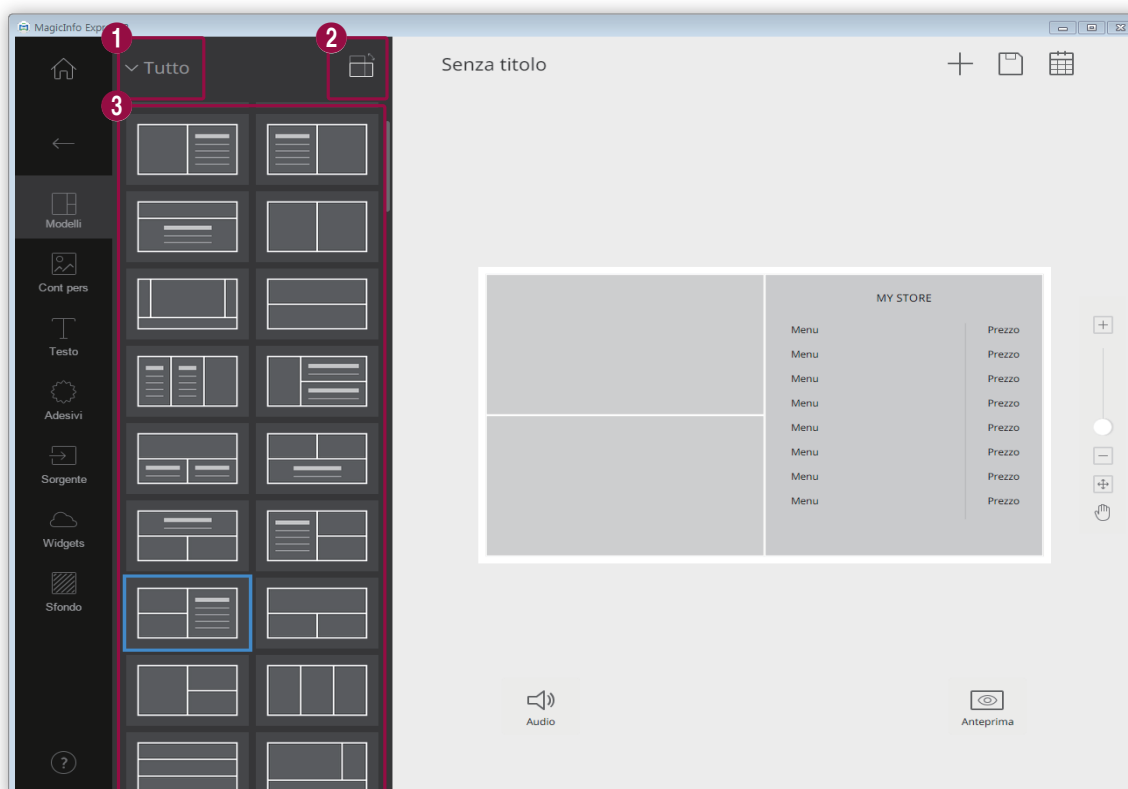 MagicInfo Expr
1
2
Tutto
Senza titolo
3
Modelli
Cont pers
Testo
Adesivi
Sorgente
Widgets
Sfondo
?
MY STORE
Menu Prezzo
Menu Prezzo
Menu Prezzo
Menu Prezzo
Menu Prezzo
Menu Prezzo
Menu Prezzo
Menu Prezzo
Audio
Anteprima